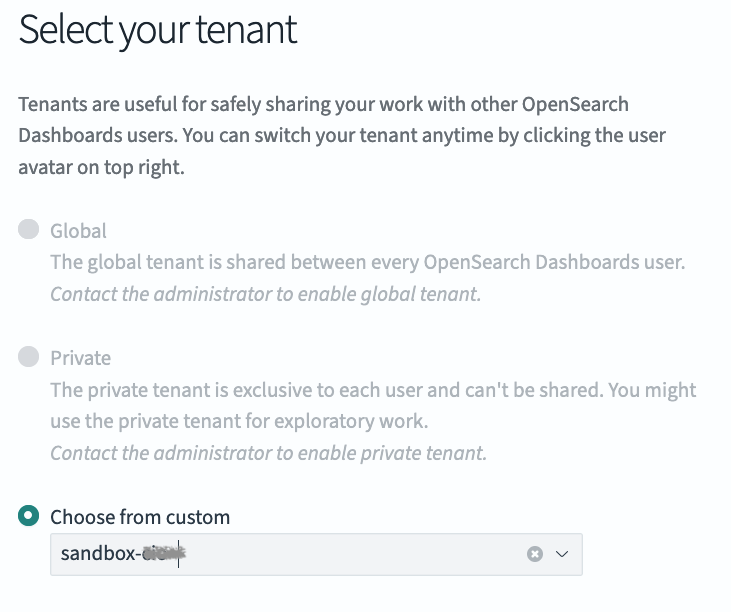 Select your tenant
Tenants are useful for safely sharing your work with other OpenSearch
Dashboards users. You can switch your tenant anytime by clicking the user
avatar on top right.
Global
The global tenant is shared between every OpenSearch Dashboards user.
Contact the administrator to enable global tenant.
Private
The private tenant is exclusive to each user and can't be shared. You might
use the private tenant for exploratory work.
Contact the administrator to enable private tenant.
Choose from custom
sandbox-